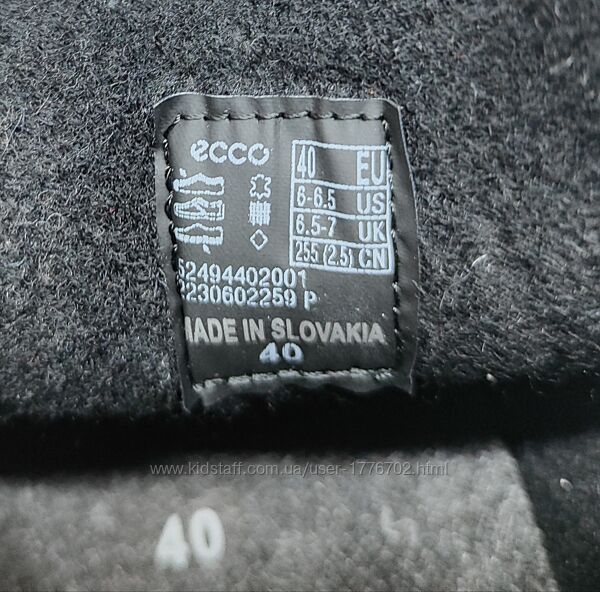 ecco
40 EU
6-6.5 US
6.5-7 UK
255 (2.5) CN
52494402001
2230602259 P
MADE IN SLOVAKIA
40
www.kidstaff.com.ua/user-1776702.html
40